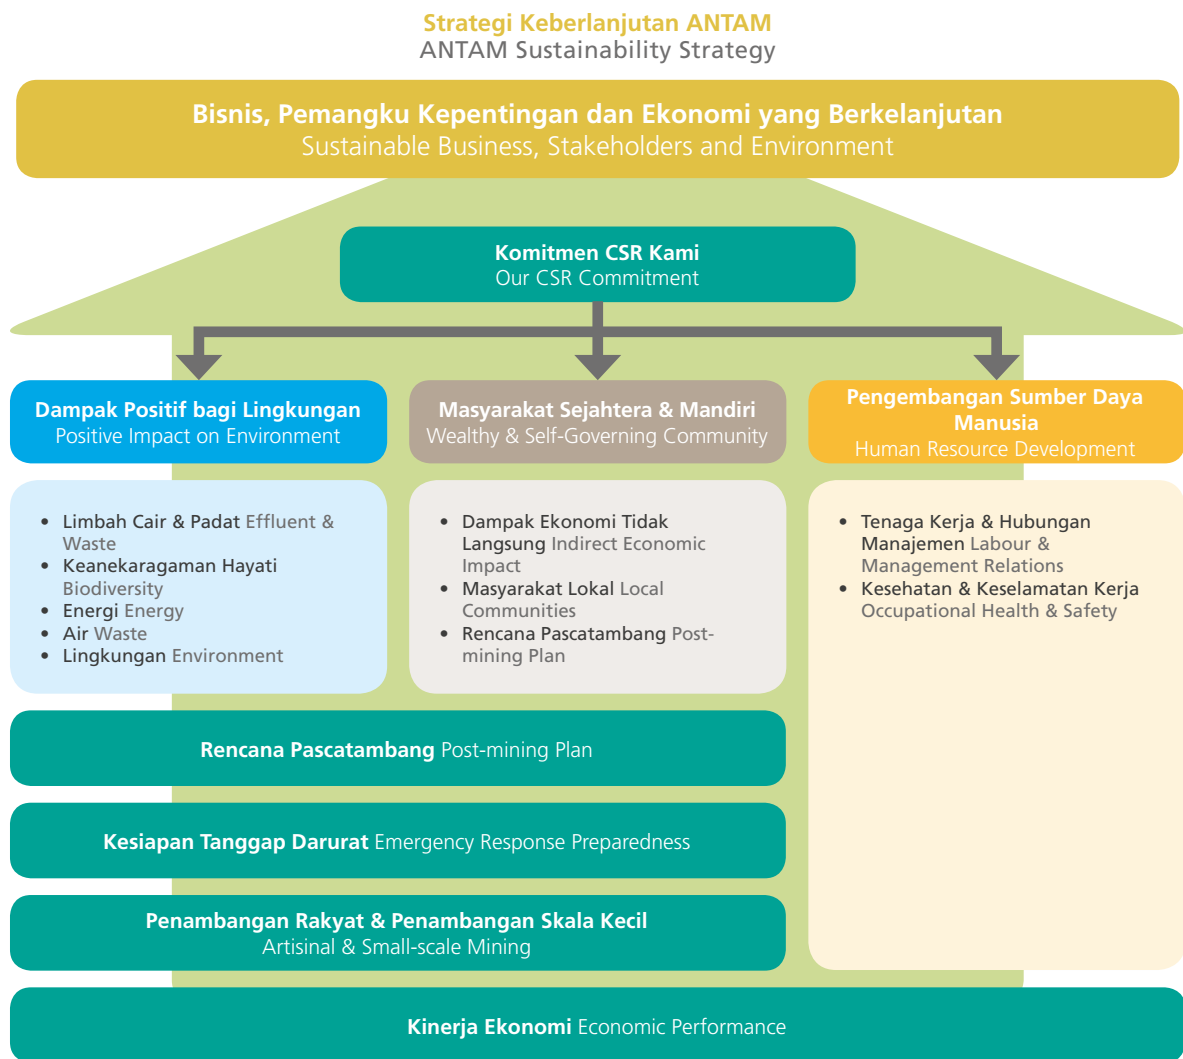 Strategi Keberlanjutan ANTAM
ANTAM Sustainability Strategy
Bisnis, Pemangku Kepentingan dan Ekonomi yang Berkelanjutan
Sustainable Business, Stakeholders and Environment
Komitmen CSR Kami
Our CSR Commitment
Dampak Positif bagi Lingkungan
Positive Impact on Environment
• Limbah Cair & Padat Effluent &
Waste
• Keanekaragaman Hayati
Biodiversity
• Energi Energy
• Air Waste
• Lingkungan Environment
Masyarakat Sejahtera & Mandiri
Wealthy & Self-Governing Community
• Dampak Ekonomi Tidak
Langsung Indirect Economic
Impact
• Masyarakat Lokal Local
Communities
• Rencana Pascatambang Post-
mining Plan
Pengembangan Sumber Daya
Manusia
Human Resource Development
• Tenaga Kerja & Hubungan
Manajemen Labour &
Management Relations
• Kesehatan & Keselamatan Kerja
Occupational Health & Safety
Rencana Pascatambang Post-mining Plan
Kesiapan Tanggap Darurat Emergency Response Preparedness
Penambangan Rakyat & Penambangan Skala Kecil
Artisinal & Small-scale Mining
Kinerja Ekonomi Economic Performance